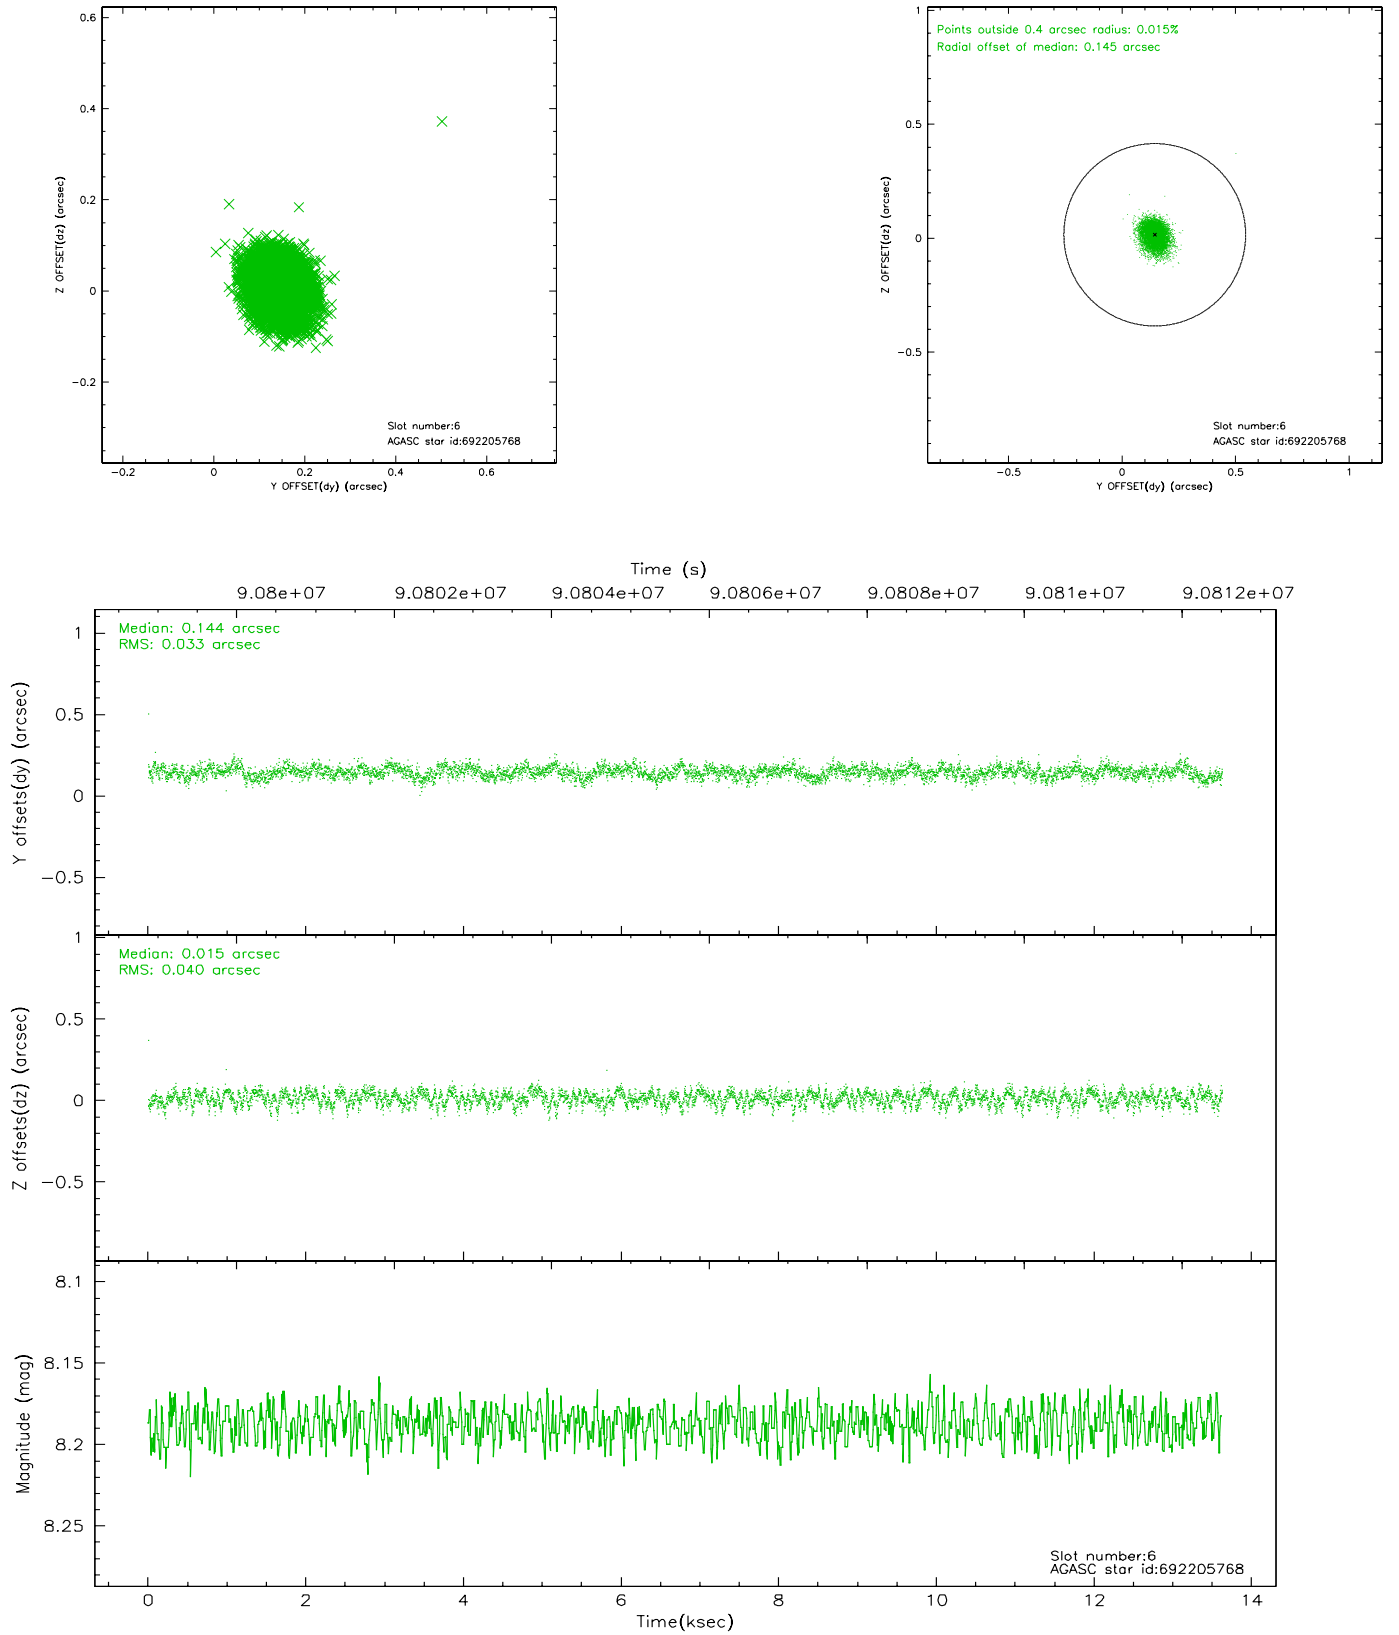 0.6
0.4
0.2
0
−0.2
Z OFFSET(dz) (arcsec)
Slot number:6
AGASC star id:692205768
−0.2 0 0.2 0.4 0.6
Y OFFSET(dy) (arcsec)
Points outside 0.4 arcsec radius: 0.015%
Radial offset of median: 0.145 arcsec
1
0.5
0
−0.5
Z OFFSET(dz) (arcsec)
Slot number:6
AGASC star id:692205768
−0.5 0 0.5 1
Y OFFSET(dy) (arcsec)
Time (s)
9.08e+07 9.0802e+07 9.0804e+07 9.0806e+07 9.0808e+07 9.081e+07 9.0812e+07
Median: 0.144 arcsec
RMS: 0.033 arcsec
1
0.5
0
−0.5
Y offsets(dy) (arcsec)
Median: 0.015 arcsec
RMS: 0.040 arcsec
1
0.5
0
−0.5
Z offsets(dz) (arcsec)
8.1
8.15
8.2
8.25
Magnitude (mag)
Slot number:6
AGASC star id:692205768
0 2 4 6 8 10 12 14
Time(ksec)